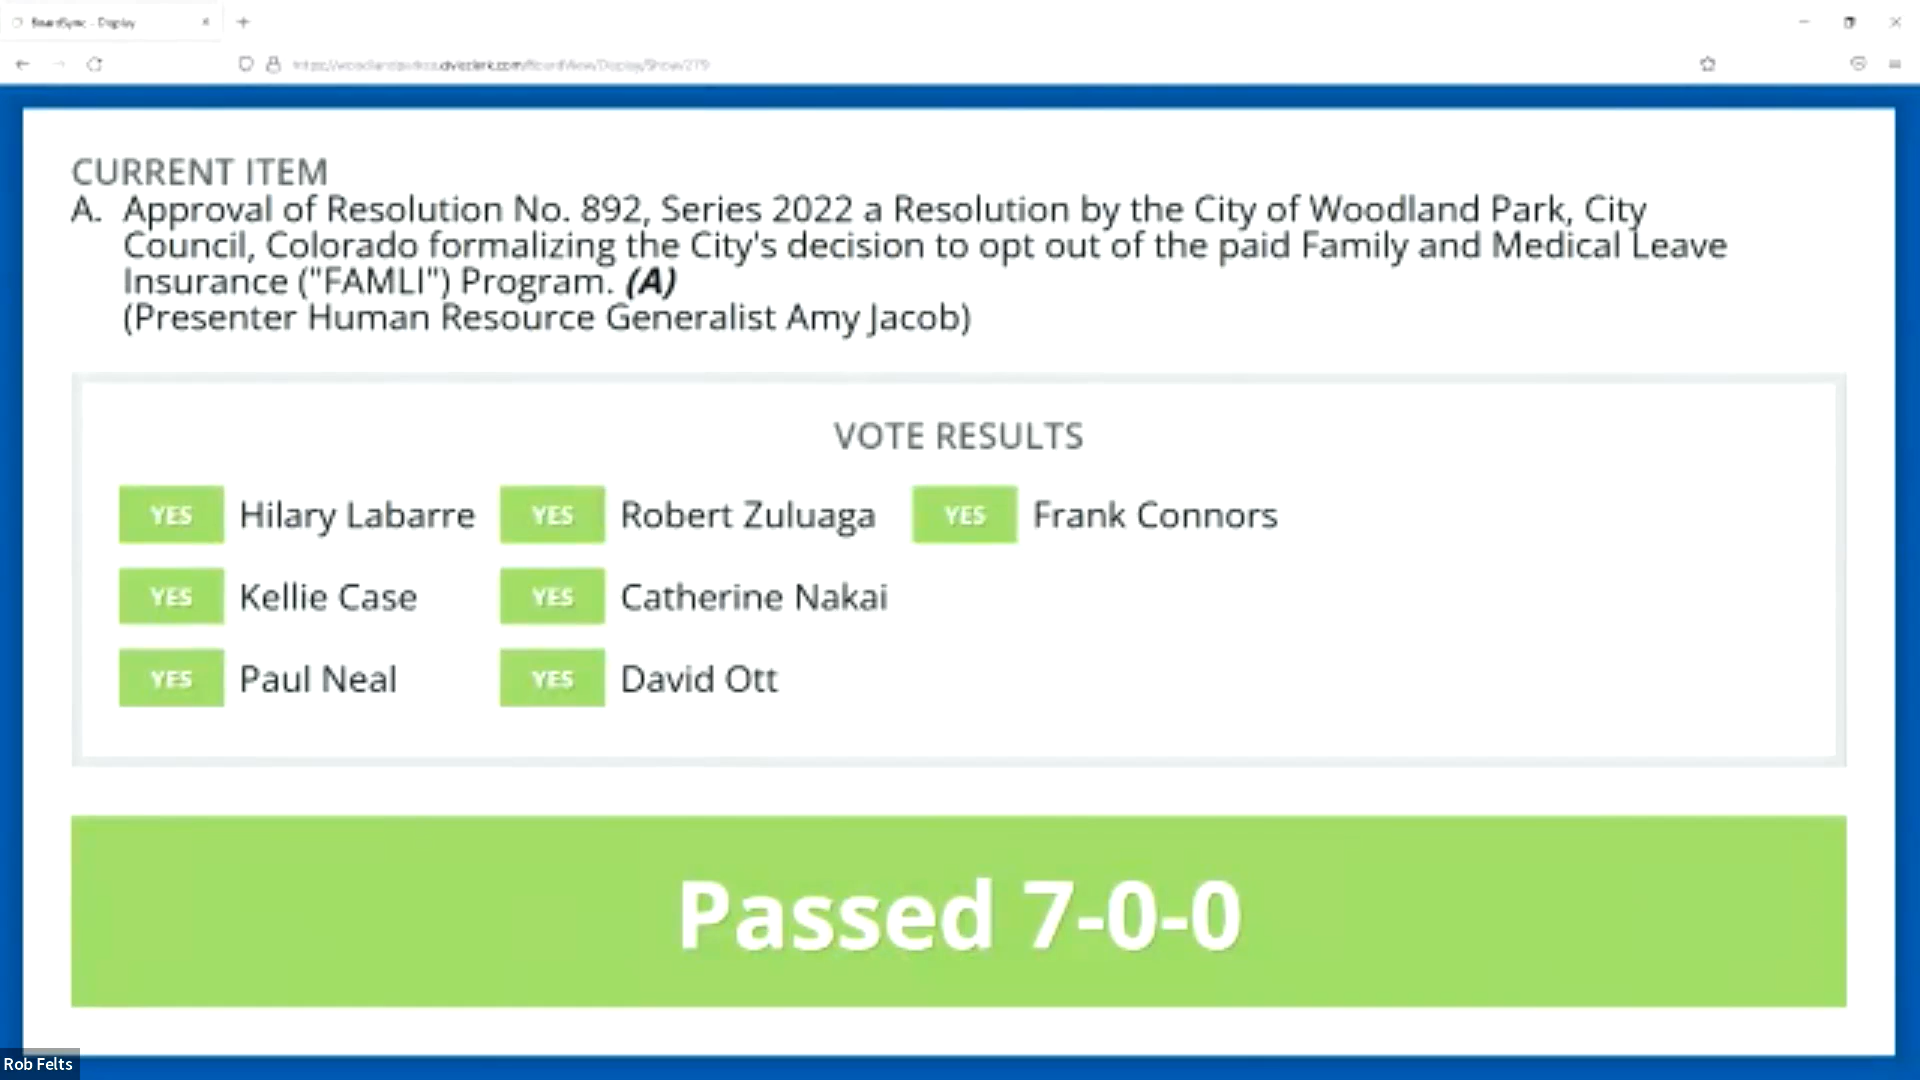 BoardSync - Display
CURRENT ITEM
A. Approval of Resolution No. 892, Series 2022 a Resolution by the City of Woodland Park, City
Council, Colorado formalizing the City's decision to opt out of the paid Family and Medical Leave
Insurance ("FAMLI") Program. (A)
(Presenter Human Resource Generalist Amy Jacob)
VOTE RESULTS
YES Hilary Labarre YES Robert Zuluaga YES Frank Connors
YES Kellie Case YES Catherine Nakai
YES Paul Neal YES David Ott
Passed 7-0-0
Rob Felts